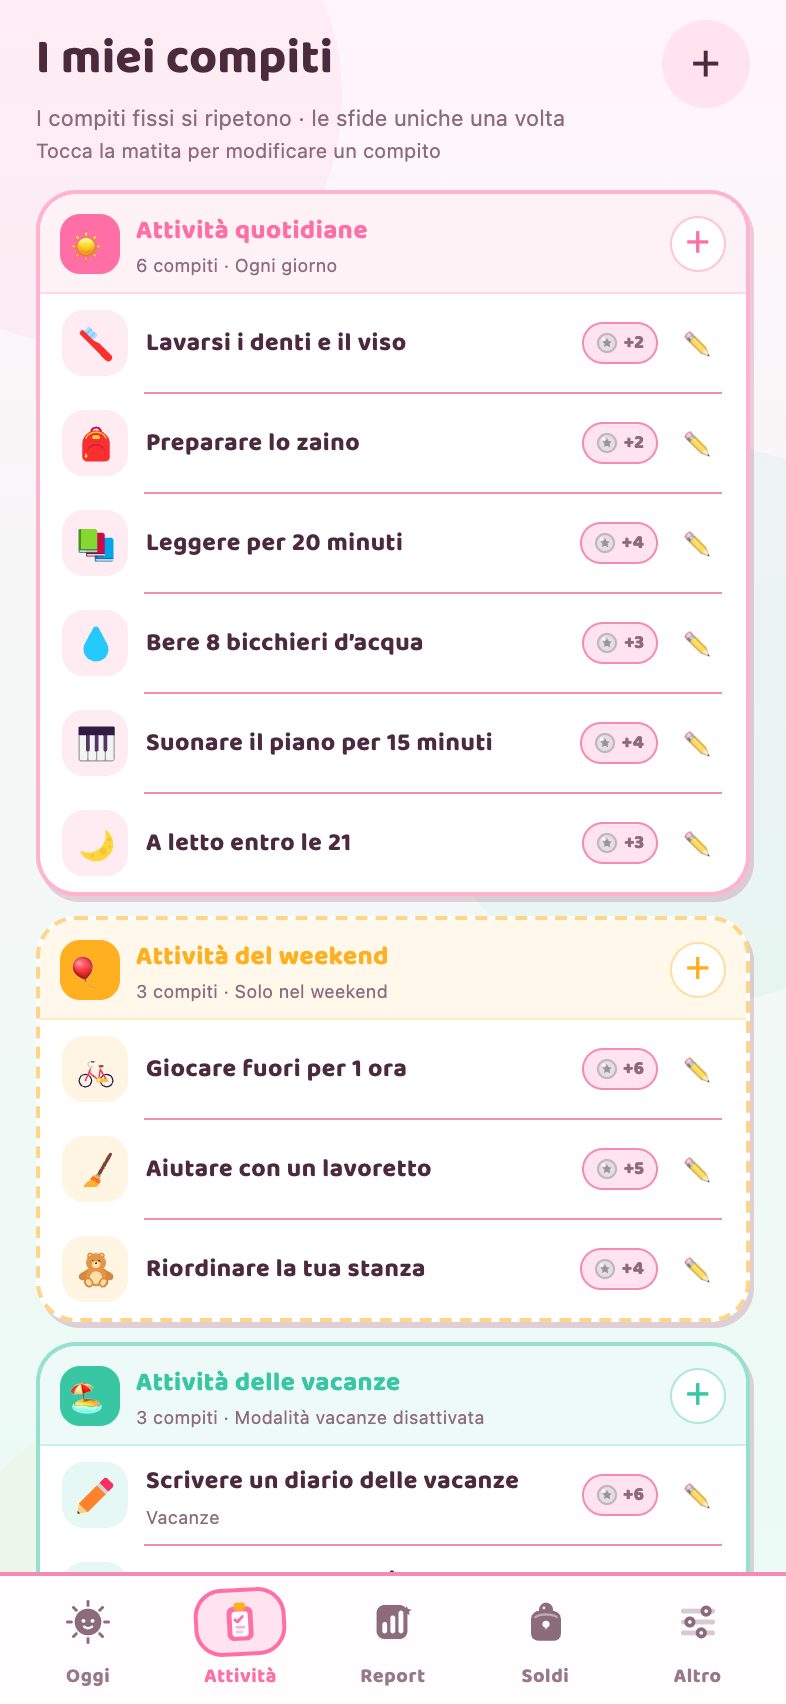 I miei compiti
I compiti fissi si ripetono · le sfide uniche una volta
Tocca la matita per modificare un compito
Attività quotidiane
6 compiti · Ogni giorno
Lavarsi i denti e il viso
+2
Preparare lo zaino
+2
Leggere per 20 minuti
+4
Bere 8 bicchieri d’acqua
+3
Suonare il piano per 15 minuti
+4
A letto entro le 21
+3
Attività del weekend
3 compiti · Solo nel weekend
Giocare fuori per 1 ora
+6
Aiutare con un lavoretto
+5
Riordinare la tua stanza
+4
Attività delle vacanze
3 compiti · Modalità vacanze disattivata
Scrivere un diario delle vacanze
+6
Vacanze
Oggi
Attività
Report
Soldi
Altro